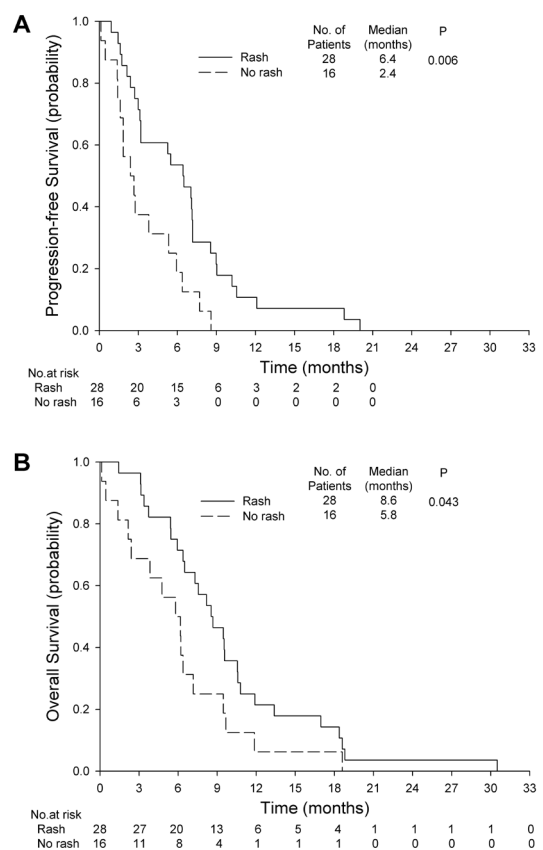 A
No. of Patients Median (months) P
Rash 28 6.4 0.006
No rash 16 2.4
Progression-free Survival (probability)
1.0
0.8
0.6
0.4
0.2
0.0
0 3 6 9 12 15 18 21 24 27 30 33
Time (months)
No.at risk
Rash 28 20 15 6 3 2 2 0
No rash 16 6 3 0 0 0 0 0
B
No. of Patients Median (months) P
Rash 28 8.6 0.043
No rash 16 5.8
Overall Survival (probability)
1.0
0.8
0.6
0.4
0.2
0.0
0 3 6 9 12 15 18 21 24 27 30 33
Time (months)
No.at risk
Rash 28 27 20 13 6 5 4 1 1 1 1 0
No rash 16 11 8 4 1 1 1 0 0 0 0 0